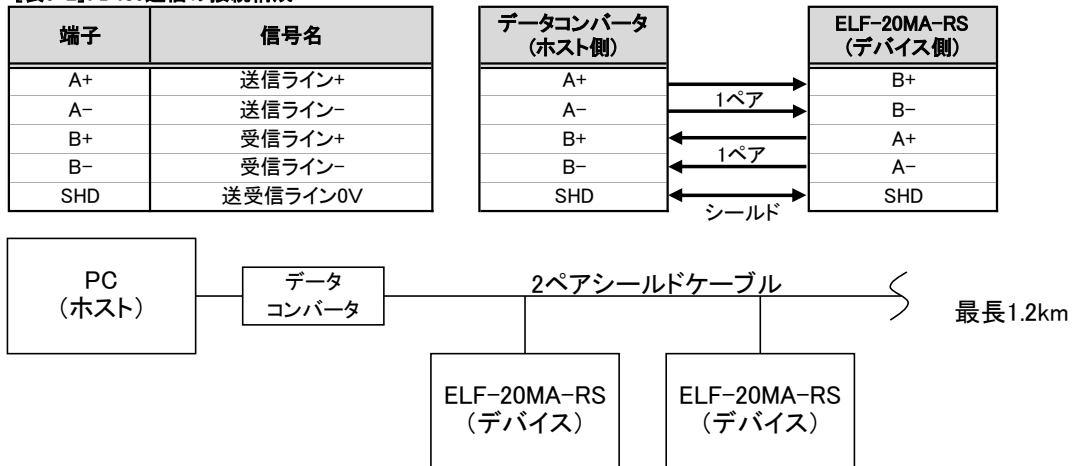 端子 信号名
A+ 送信ライン+
A- 送信ライン-
B+ 受信ライン+
B- 受信ライン-
SHD 送受信ライン0V
データコンバータ
(ホスト側)
ELF-20MA-RS
(デバイス側)
A+ B+
1ペア
A- B-
B+ A+
1ペア
B- A-
SHD SHD
シールド
PC
(ホスト)
データ
コンバータ
2ペアシールドケーブル
最長1.2km
ELF-20MA-RS
(デバイス)
ELF-20MA-RS
(デバイス)